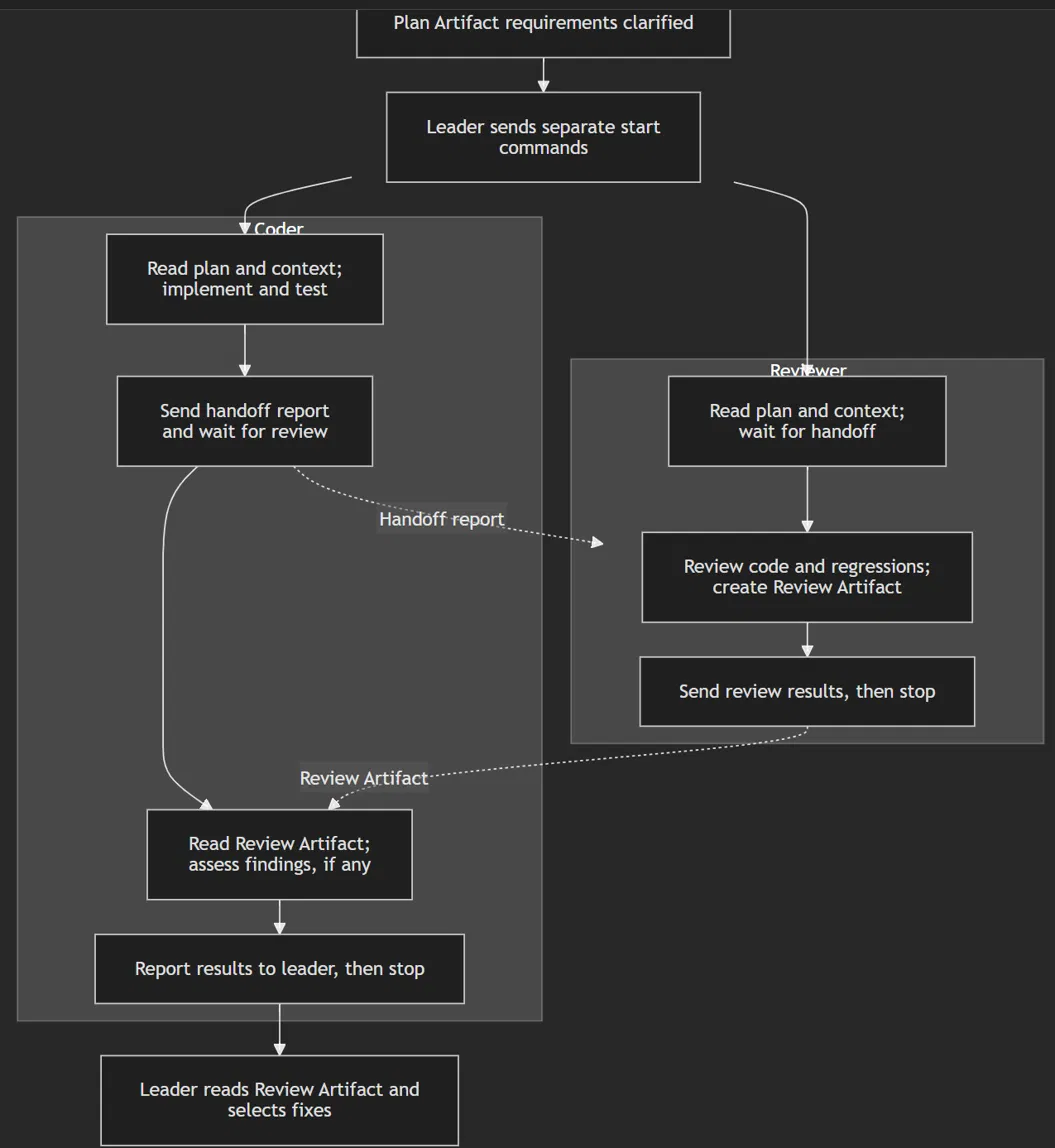 Plan Artifact requirements clarified
Leader sends separate start
commands
Coder
Read plan and context;
implement and test
Reviewer
Send handoff report
and wait for review
Read plan and context;
wait for handoff
Handoff report
Review code and regressions;
create Review Artifact
Send review results, then stop
Review Artifact
Read Review Artifact;
assess findings, if any
Report results to leader, then stop
Leader reads Review Artifact and
selects fixes